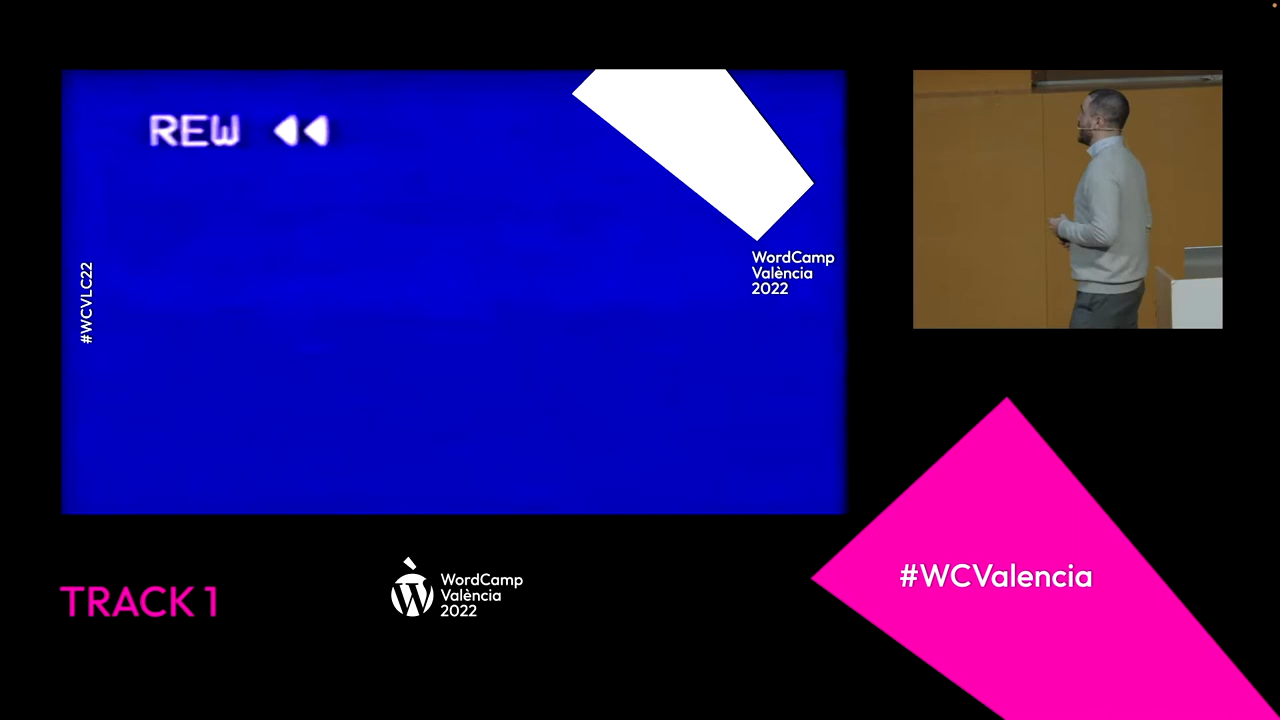 REW
#WCVLC22
WordCamp
València
2022
TRACK 1
WordCamp
València
2022
#WCValencia